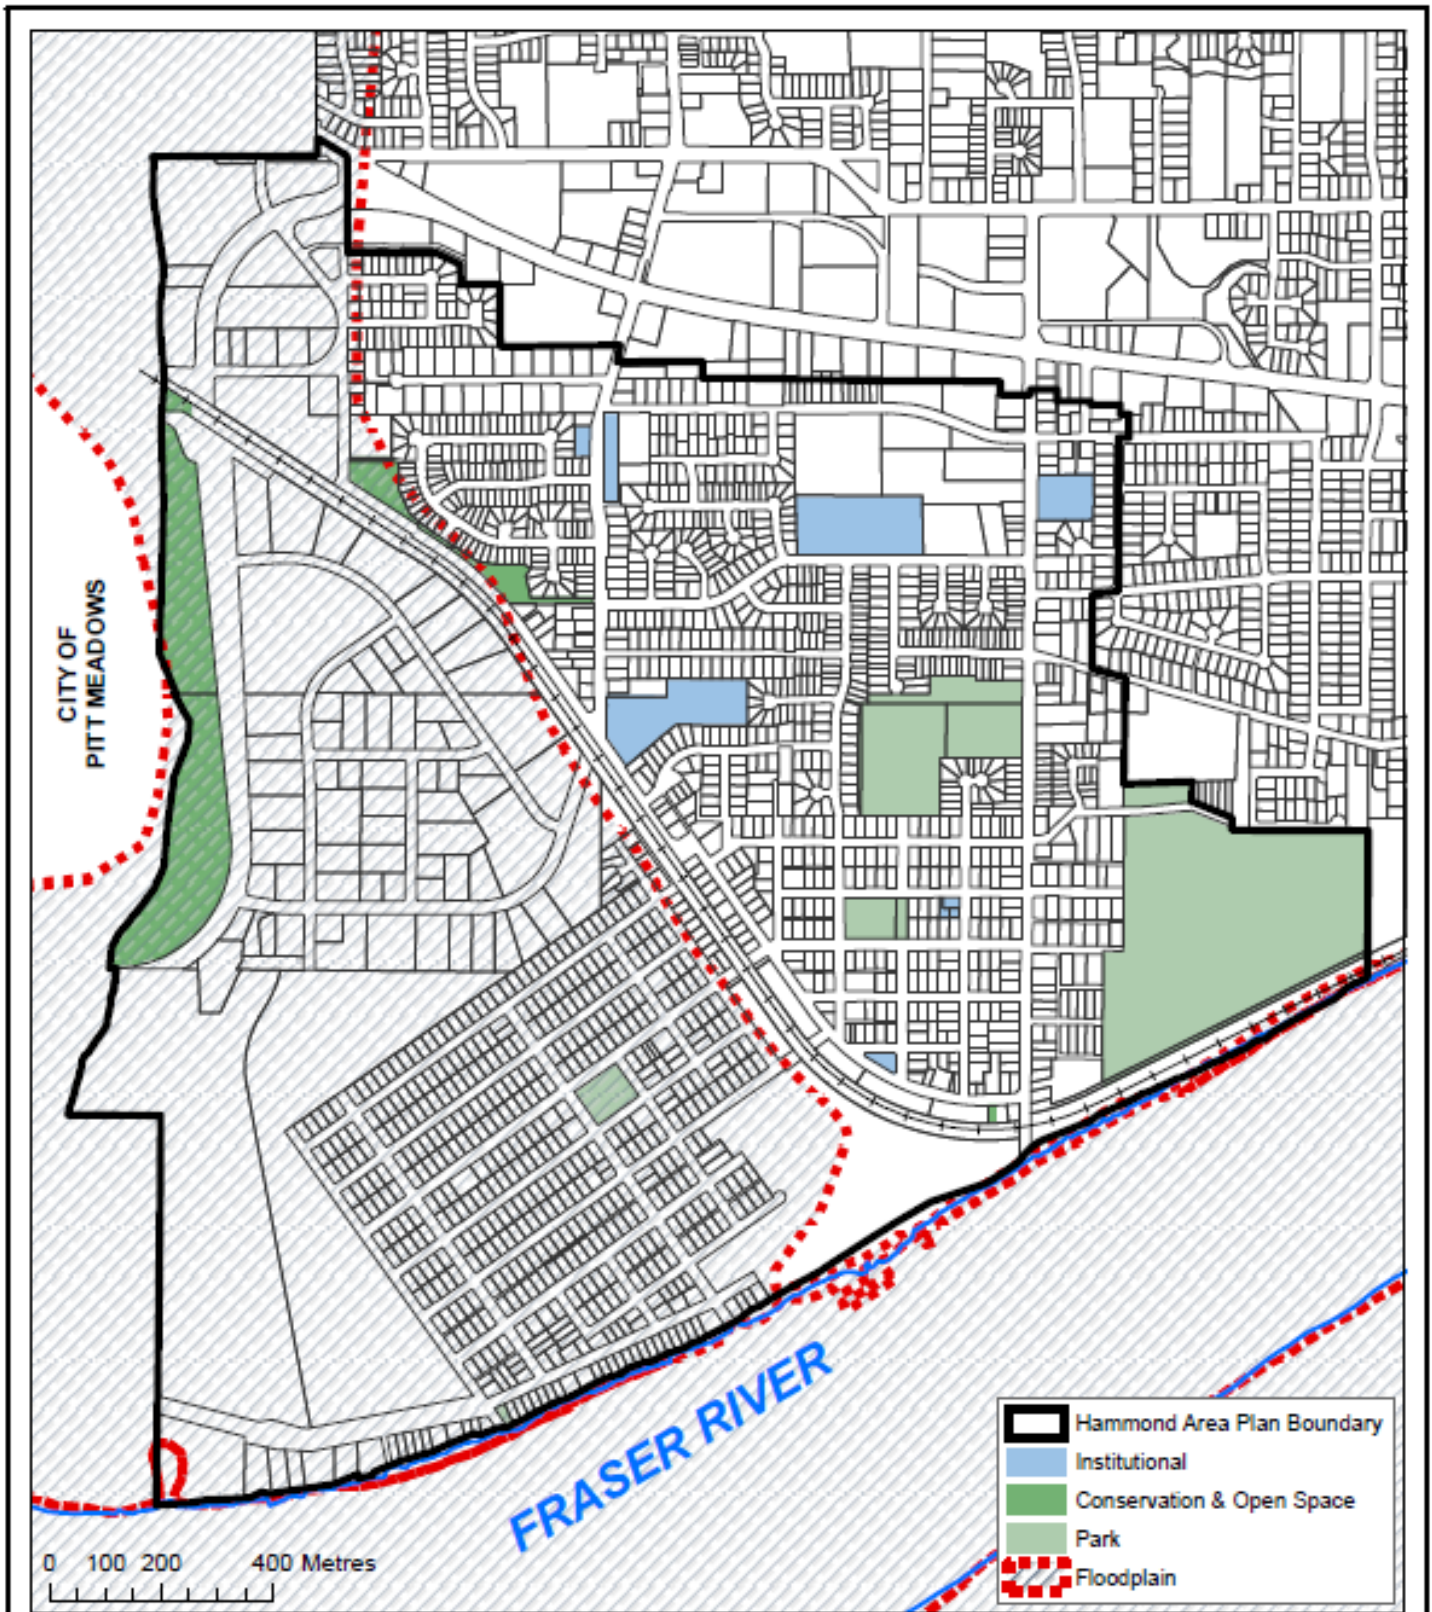 CITY OF
PITT MEADOWS
FRASER RIVER
Hammond Area Plan Boundary
Institutional
Conservation & Open Space
Park
Floodplain
0 100 200 400 Metres